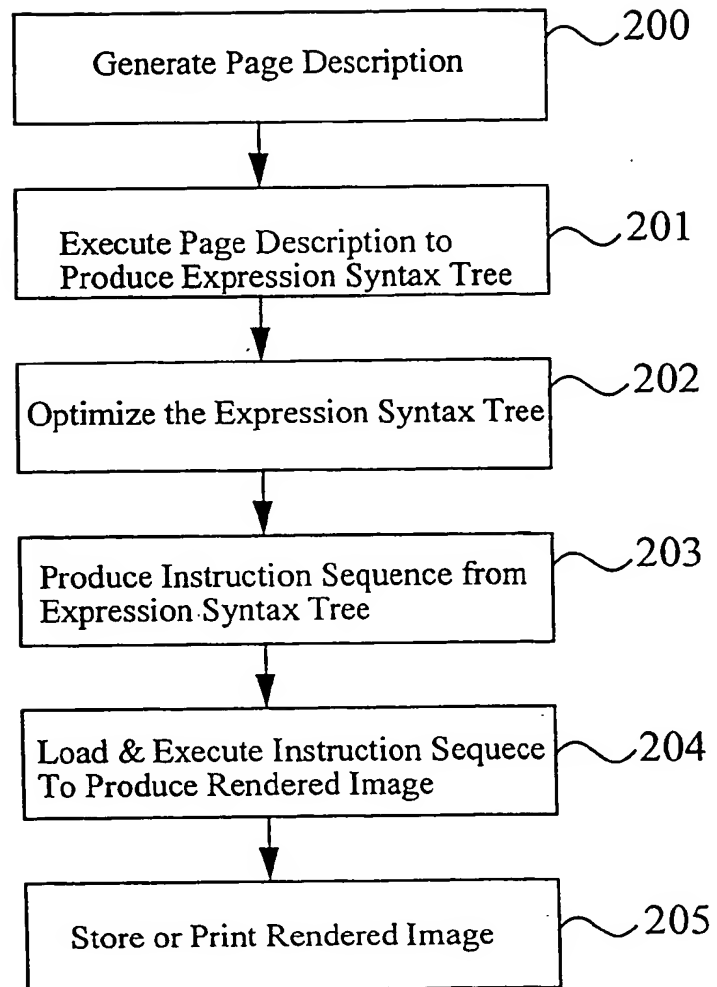 Generate Page Description
200
Execute Page Description to
Produce Expression Syntax Tree
201
Optimize the Expression Syntax Tree
202
Produce Instruction Sequence from
Expression Syntax Tree
203
Load & Execute Instruction Sequece
To Produce Rendered Image
204
Store or Print Rendered Image
205